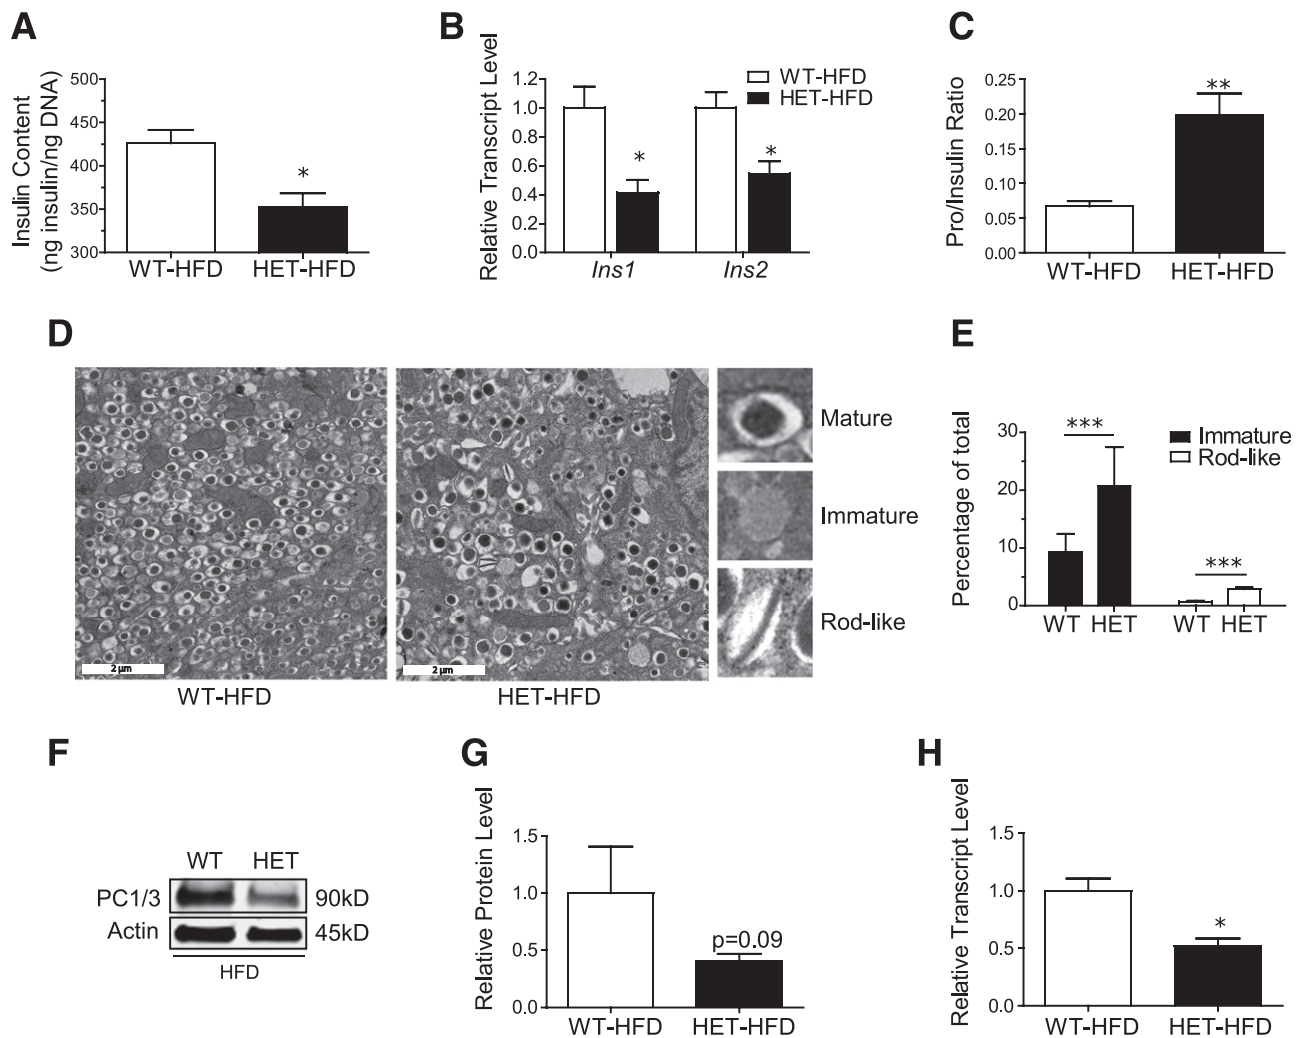 A
Insulin Content
(ng insulin/ng DNA)
500
450
400
350
300
*
WT-HFD
HET-HFD
B
Relative Transcript Level
1.2
1.0
0.8
0.6
0.4
0.2
0.0
WT-HFD
HET-HFD
*
*
Ins1
Ins2
C
Pro/Insulin Ratio
0.25
0.20
0.15
0.10
0.05
0.00
**
WT-HFD
HET-HFD
D
2 µm
2 µm
WT-HFD
HET-HFD
Mature
Immature
Rod-like
E
Percentage of total
30
20
10
0
***
***
Immature
Rod-like
WT HET
WT HET
F
WT HET
PC1/3 90kD
Actin 45kD
HFD
G
Relative Protein Level
1.5
1.0
0.5
0.0
p=0.09
WT-HFD
HET-HFD
H
Relative Transcript Level
1.5
1.0
0.5
0.0
*
WT-HFD
HET-HFD